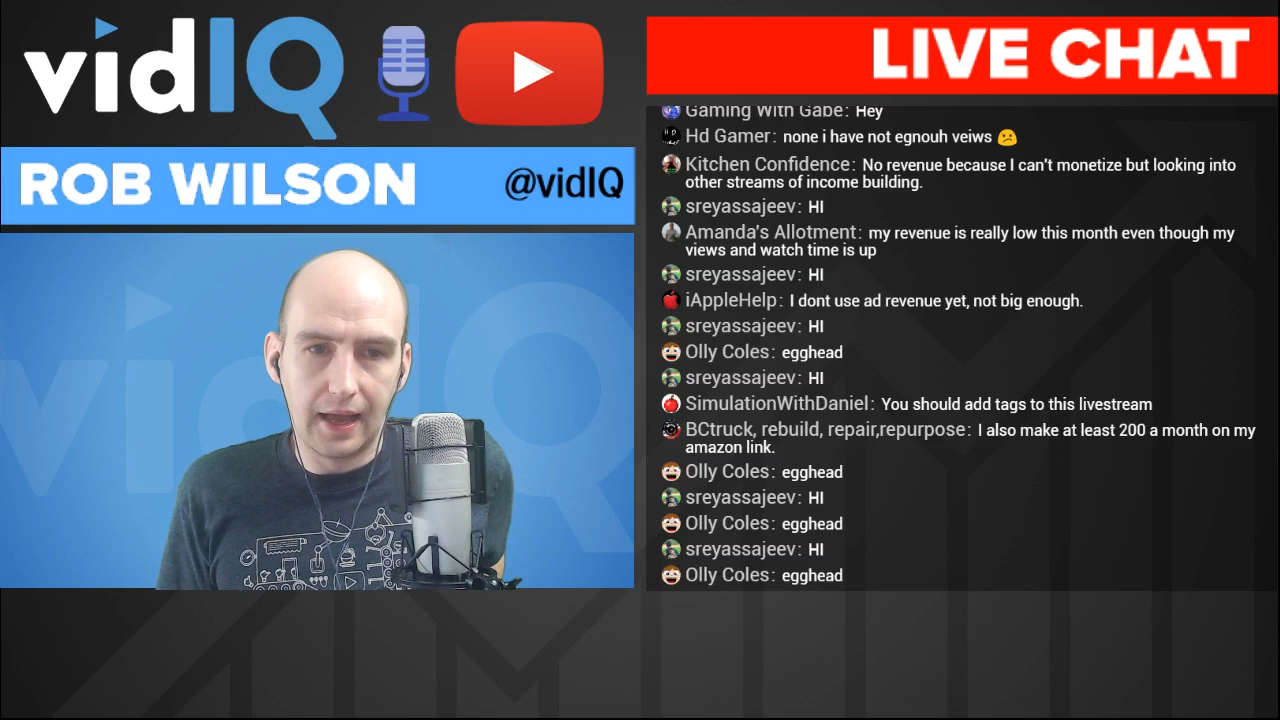 vidIQ
LIVE CHAT
ROB WILSON
@vidIQ
Gaming With Gabe: Hey
Hd Gamer: none i have not egnouh veiws 😕
Kitchen Confidence: No revenue because I can't monetize but looking into
other streams of income building.
sreyassajeev: HI
Amanda's Allotment: my revenue is really low this month even though my
views and watch time is up
sreyassajeev: HI
iAppleHelp: I dont use ad revenue yet, not big enough.
sreyassajeev: HI
Olly Coles: egghead
sreyassajeev: HI
SimulationWithDaniel: You should add tags to this livestream
BCtruck, rebuild, repair,repurpose: I also make at least 200 a month on my
amazon link.
Olly Coles: egghead
sreyassajeev: HI
Olly Coles: egghead
sreyassajeev: HI
Olly Coles: egghead